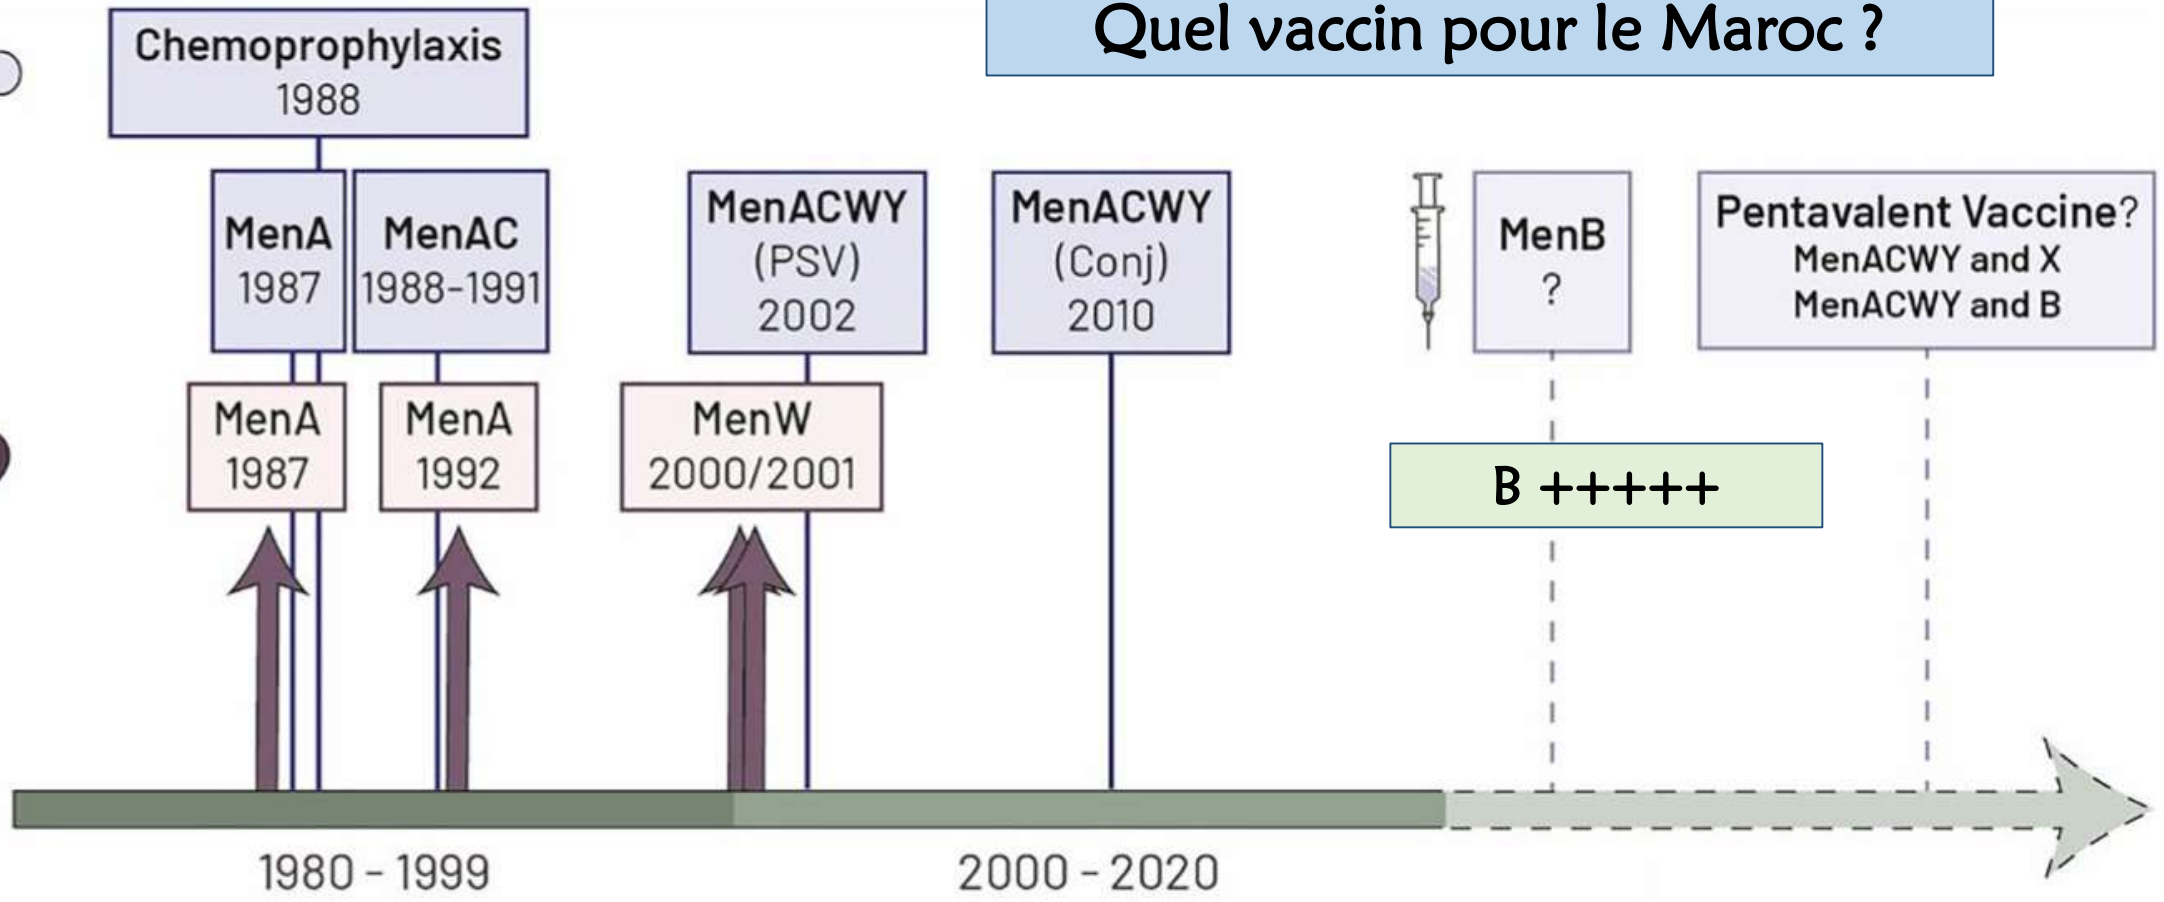 Quel vaccin pour le Maroc ?
Chemoprophylaxis
1988
MenA
1987
MenAC
1988-1991
MenACWY
(PSV)
2002
MenACWY
(Conj)
2010
MenB
?
Pentavalent Vaccine?
MenACWY and X
MenACWY and B
MenA
1987
MenA
1992
MenW
2000/2001
B +++++
1980 - 1999
2000 - 2020